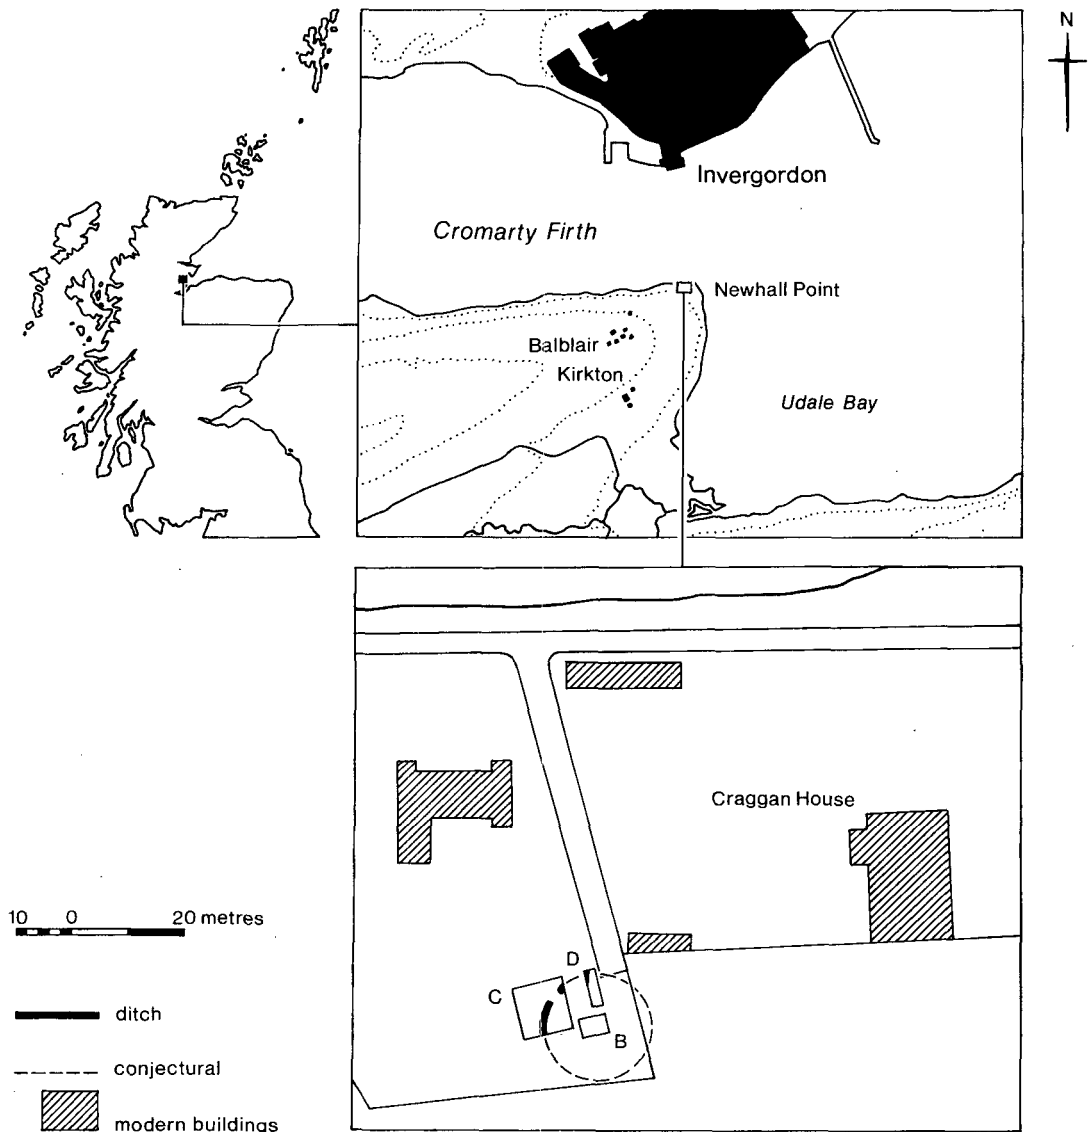 N
Invergordon
Cromarty Firth
Newhall Point
Balblair
Kirkton
Udale Bay
Craggan House
10 0 20 metres
D
C
B
ditch
conjectural
modern buildings